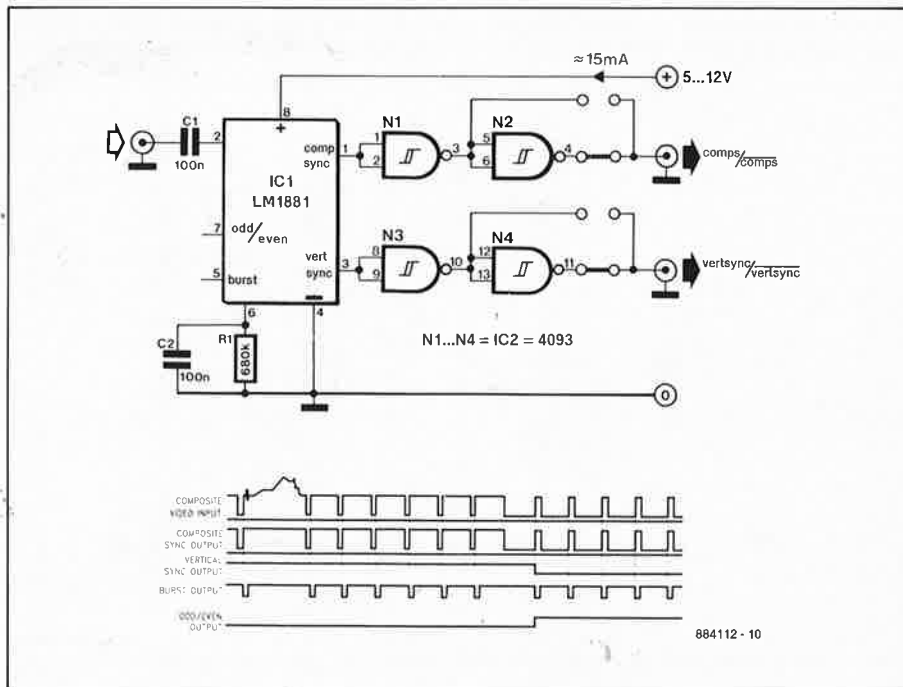 ≈15mA
+ 5...12V
C1
100n
2
8
+
comp
sync
1
IC1
LM1881
7
odd/
even
5
burst
vert
sync
3
6
4
N1
1
2
3
N2
5
6
4
comps/comps
N3
8
9
10
N4
12
13
11
vertsync/vertsync
C2
100n
R1
680k
N1...N4 = IC2 = 4093
0
COMPOSITE
VIDEO INPUT
COMPOSITE
SYNC OUTPUT
VERTICAL
SYNC OUTPUT
BURST OUTPUT
ODD/EVEN
OUTPUT
884112 - 10